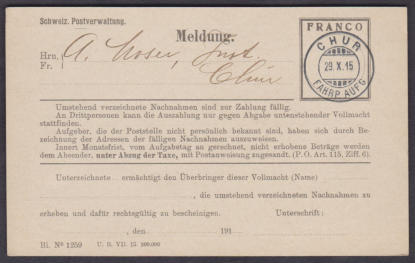 Schweiz. Postverwaltung.
Meldung.
FRANCO
Hrn.
Fr.
A. Moser,
Chur
CHUR
29. X. 15
FAHRP. AUFG
Umstehend verzeichnete Nachnahmen sind zur Zahlung fällig.
An Drittpersonen kann die Auszahlung nur gegen Abgabe untenstehender Vollmacht
stattfinden.
Aufgeber, die der Poststelle nicht persönlich bekannt sind, haben sich durch Be-
zeichnung der Adressen der fälligen Nachnahmen auszuweisen.
Innert Monatsfrist, vom Aufgabetag an gerechnet, nicht erhobene Beträge werden
dem Absender, unter Abzug der Taxe, mit Postanweisung angesandt. (P. O. Art. 115, Ziff. 6).
Unterzeichnete ermächtigt den Überbringer dieser Vollmacht (Name)
, die umstehend verzeichneten Nachnahmen zu
erheben und dafür rechtsgültig zu bescheinigen. Unterschrift:
, den 191
Bl. Nº 1259 U. B. VII. 15. 300.000